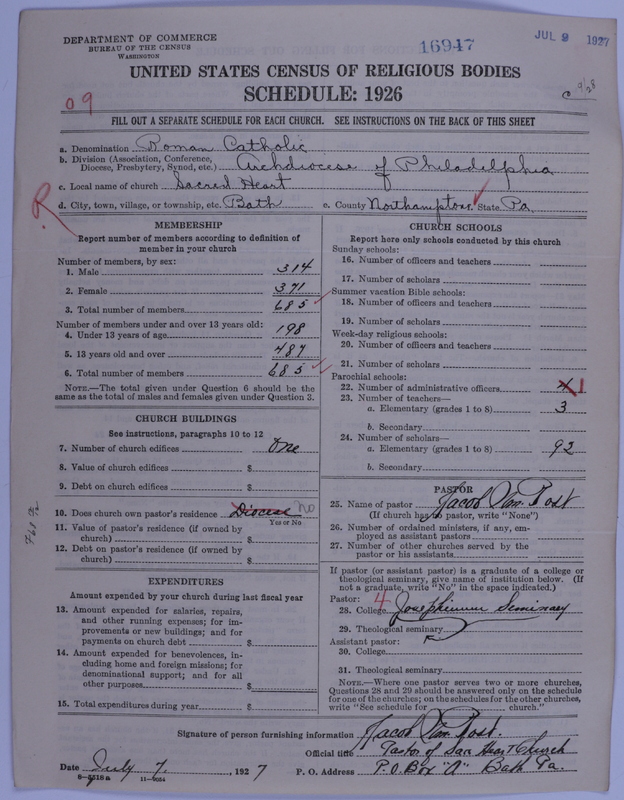 DEPARTMENT OF COMMERCE
BUREAU OF THE CENSUS
WASHINGTON
16947
JUL 9 1927
UNITED STATES CENSUS OF RELIGIOUS BODIES
SCHEDULE: 1926
C 9/28
09
FILL OUT A SEPARATE SCHEDULE FOR EACH CHURCH. SEE INSTRUCTIONS ON THE BACK OF THIS SHEET
a. Denomination Roman Catholic
b. Division (Association, Conference,
Diocese, Presbytery, Synod, etc.) Archdiocese of Philadelphia
c. Local name of church Sacred Heart
d. City, town, village, or township, etc. Bath e. County Northampton State Pa.
R
MEMBERSHIP
Report number of members according to definition of
member in your church
Number of members, by sex:
1. Male 314
2. Female 371
3. Total number of members 685
Number of members under and over 13 years old:
4. Under 13 years of age 198
5. 13 years old and over 487
6. Total number of members 685
NOTE.—The total given under Question 6 should be
same as the total of males and females given under Question 3.
CHURCH BUILDINGS
See instructions, paragraphs 10 to 12
7. Number of church edifices One
8. Value of church edifices $
9. Debt on church edifices $
10. Does church own pastor's residence Diocese No
Yes or No
11. Value of pastor's residence (if owned by
church) $
12. Debt on pastor's residence (if owned by
church) $
EXPENDITURES
Amount expended by your church during last fiscal year
13. Amount expended for salaries, repairs,
and other running expenses; for im-
provements or new buildings; and for
payments on church debt $
14. Amount expended for benevolences, in-
cluding home and foreign missions; for
denominational support; and for all
other purposes $
15. Total expenditures during year $
CHURCH SCHOOLS
Report here only schools conducted by this church
Sunday schools:
16. Number of officers and teachers
17. Number of scholars
Summer vacation Bible schools:
18. Number of officers and teachers
19. Number of scholars
Week-day religious schools:
20. Number of officers and teachers
21. Number of scholars
Parochial schools:
22. Number of administrative officers 1
23. Number of teachers—
a. Elementary (grades 1 to 8) 3
b. Secondary
24. Number of scholars—
a. Elementary (grades 1 to 8) 92
b. Secondary
PASTOR
25. Name of pastor Jacob Van Rost
(If church has no pastor, write "None")
26. Number of ordained ministers, if any, em-
ployed as assistant pastors
27. Number of other churches served by the
pastor or his assistants
If pastor (or assistant pastor) is a graduate of a college or
theological seminary, give name of institution below. (If
not a graduate, write "No" in the space indicated.)
Pastor: 4
28. College Josephinum Seminary
29. Theological seminary
Assistant pastor:
30. College
31. Theological seminary
NOTE.—Where one pastor serves two or more churches,
Questions 28 and 29 should be answered only on the schedule
for one of the churches; on the schedules for the other churches,
write "See schedule for church."
Signature of person furnishing information Jacob Van Rost.
Official title Pastor of Sac Heart Church
Date July 7, 1927 P. O. Address P.O. Box "A" Bath Pa.
8—5518a 11—9034